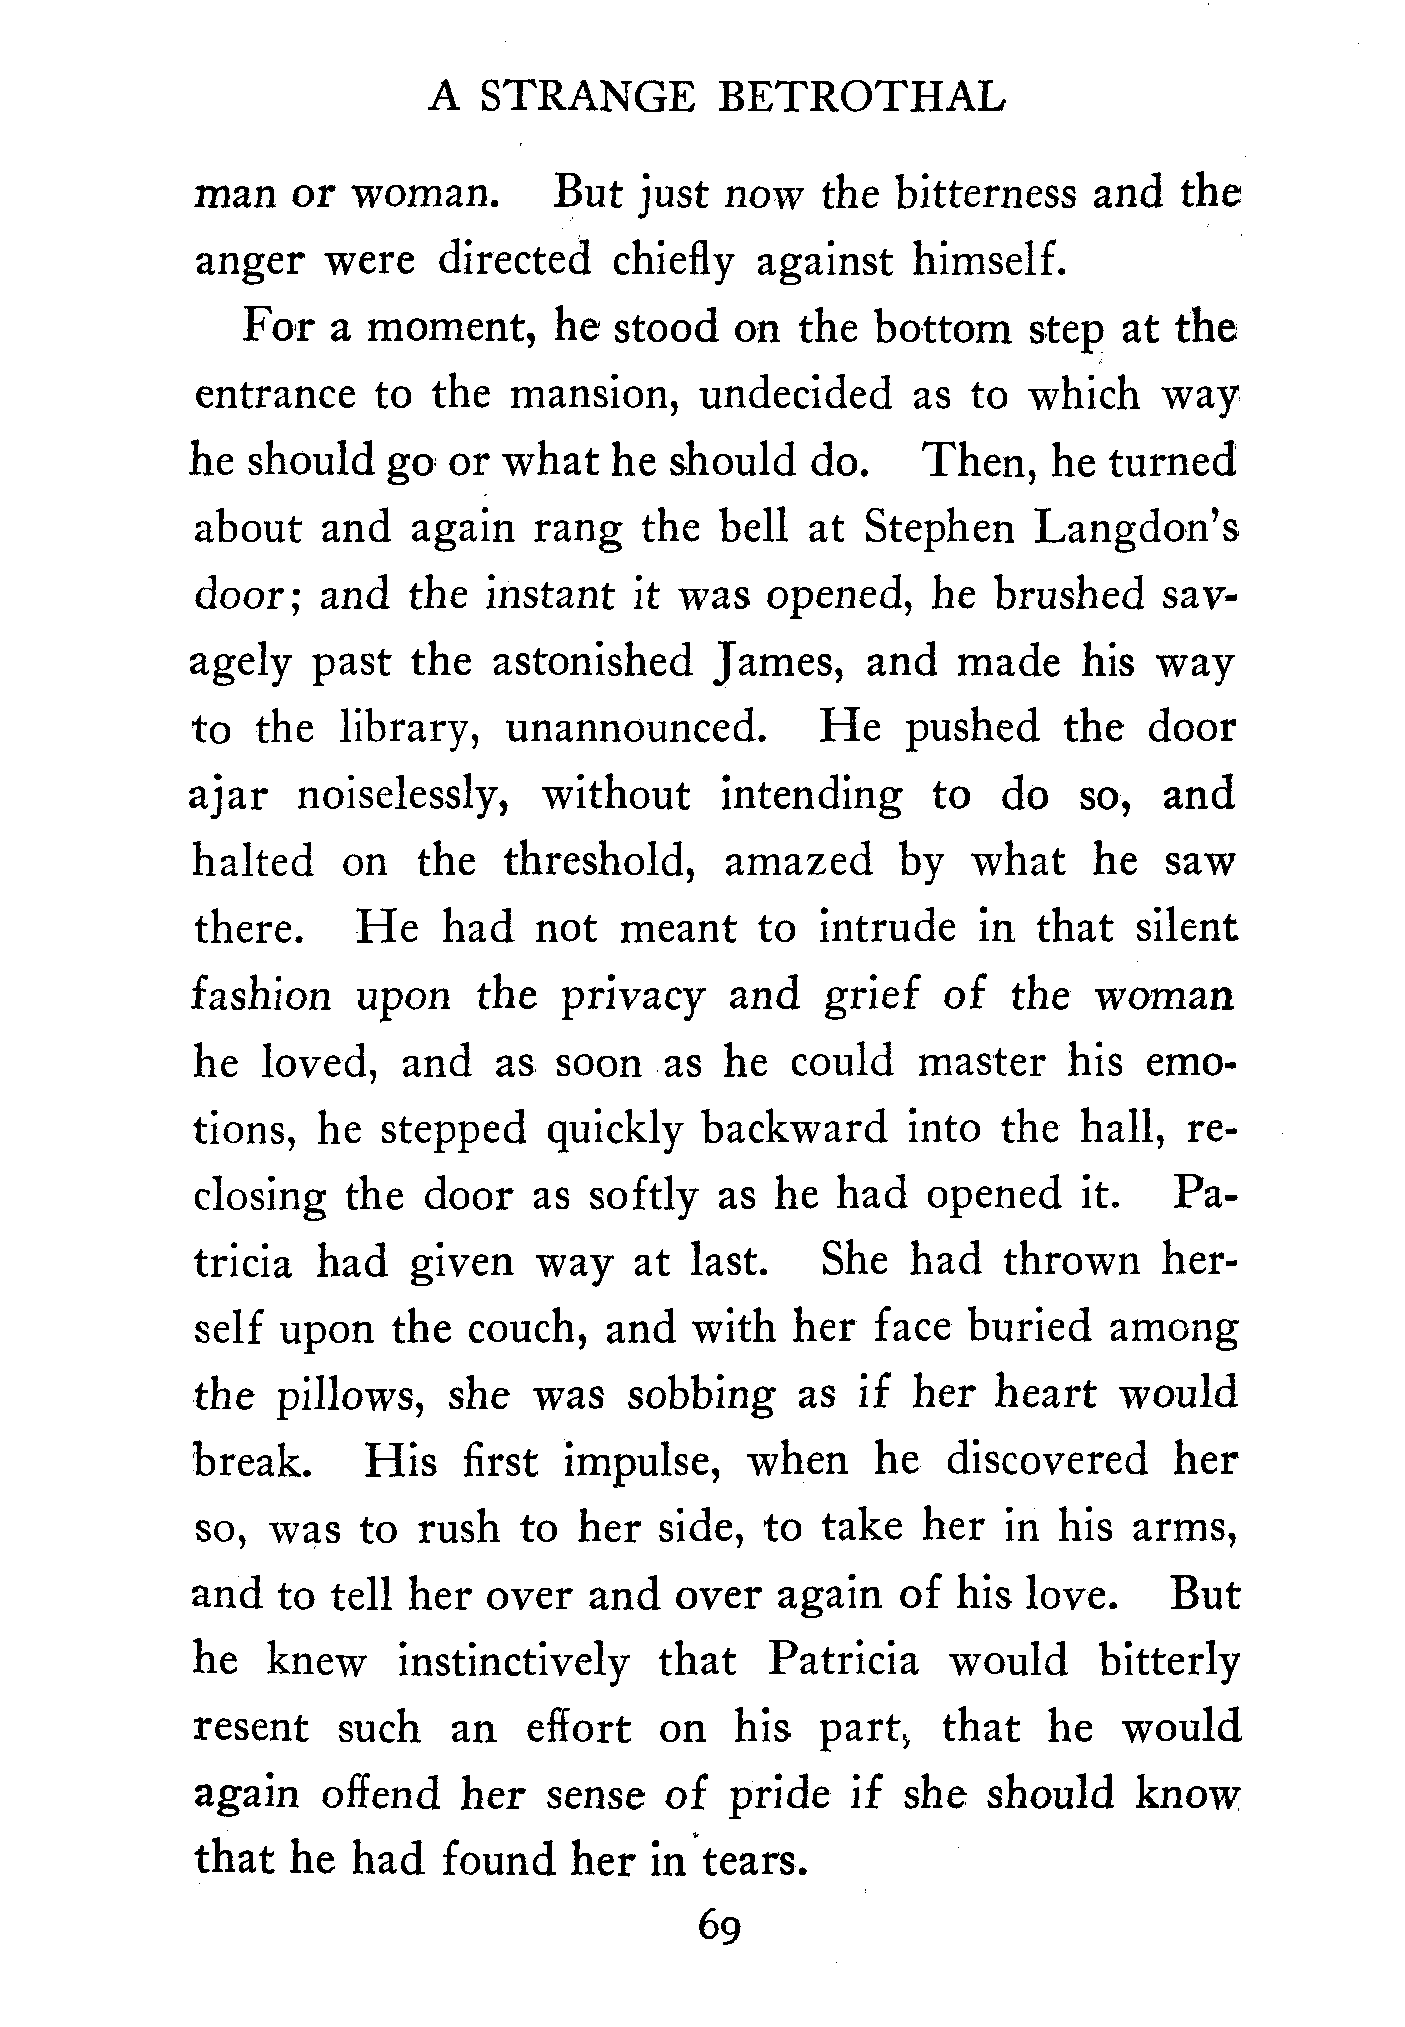 A STRANGE BETROTHAL
man or woman. But just now the bitterness and the
anger were directed chiefly against himself.
For a moment, he stood on the bottom step at the
entrance to the mansion, undecided as to which way
he should go or what he should do. Then, he turned
about and again rang the bell at Stephen Langdon's
door; and the instant it was opened, he brushed sav-
agely past the astonished James, and made his way
to the library, unannounced. He pushed the door
ajar noiselessly, without intending to do so, and
halted on the threshold, amazed by what he saw
there. He had not meant to intrude in that silent
fashion upon the privacy and grief of the woman
he loved, and as soon as he could master his emo-
tions, he stepped quickly backward into the hall, re-
closing the door as softly as he had opened it. Pa-
tricia had given way at last. She had thrown her-
self upon the couch, and with her face buried among
the pillows, she was sobbing as if her heart would
break. His first impulse, when he discovered her
so, was to rush to her side, to take her in his arms,
and to tell her over and over again of his love. But
he knew instinctively that Patricia would bitterly
resent such an effort on his part, that he would
again offend her sense of pride if she should know
that he had found her in tears.
69